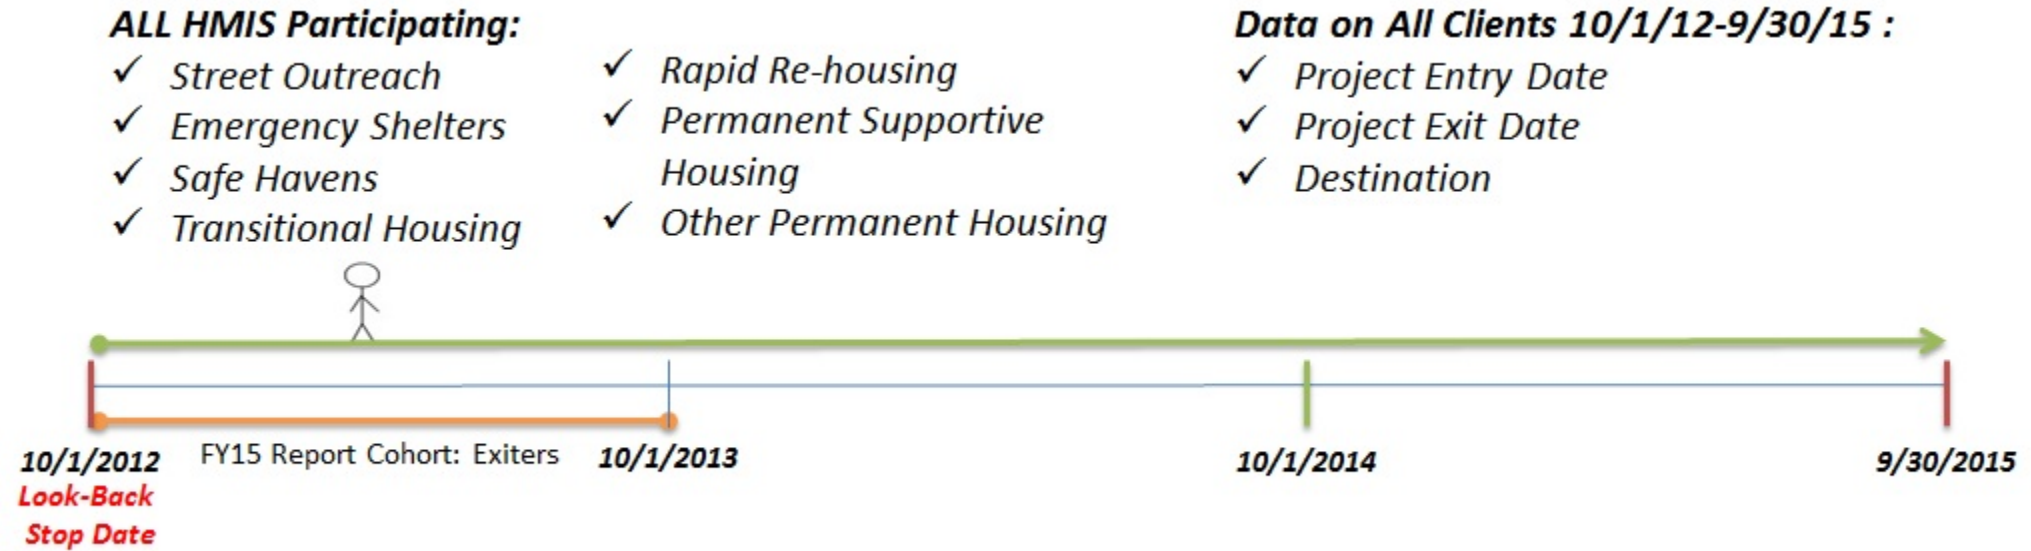 ALL HMIS Participating:
✓ Street Outreach
✓ Emergency Shelters
✓ Safe Havens
✓ Transitional Housing
✓ Rapid Re-housing
✓ Permanent Supportive
Housing
✓ Other Permanent Housing
Data on All Clients 10/1/12-9/30/15 :
✓ Project Entry Date
✓ Project Exit Date
✓ Destination
10/1/2012
Look-Back
Stop Date
FY15 Report Cohort: Exiters
10/1/2013
10/1/2014
9/30/2015